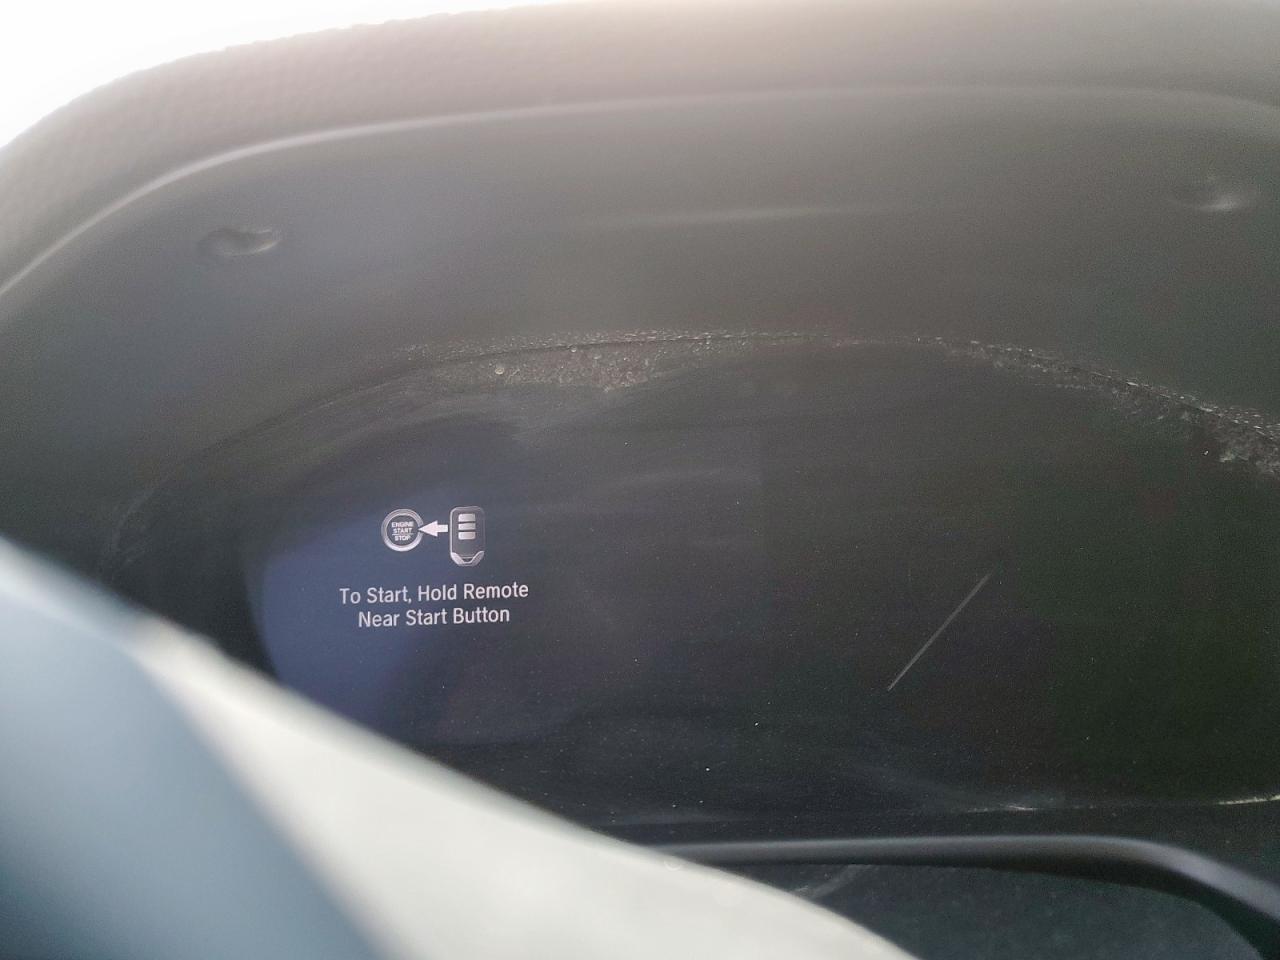 ENGINE
START
STOP
To Start, Hold Remote
Near Start Button